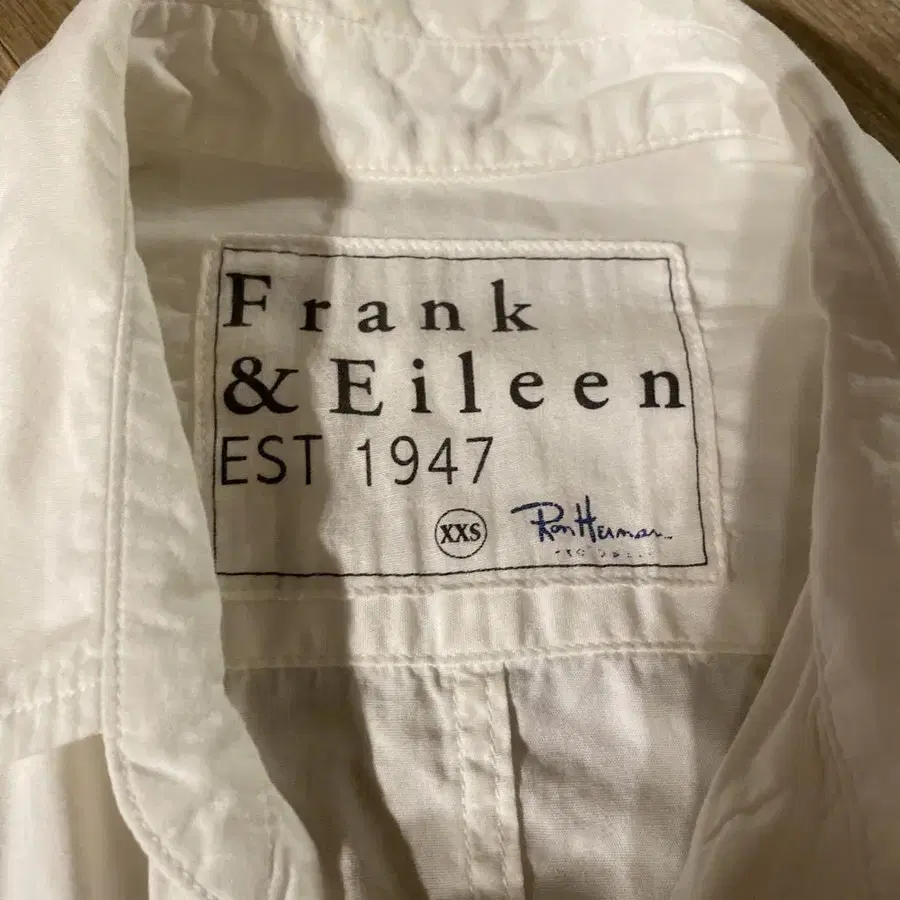 Frank
& Eileen
EST 1947
XXS
Ron Herman